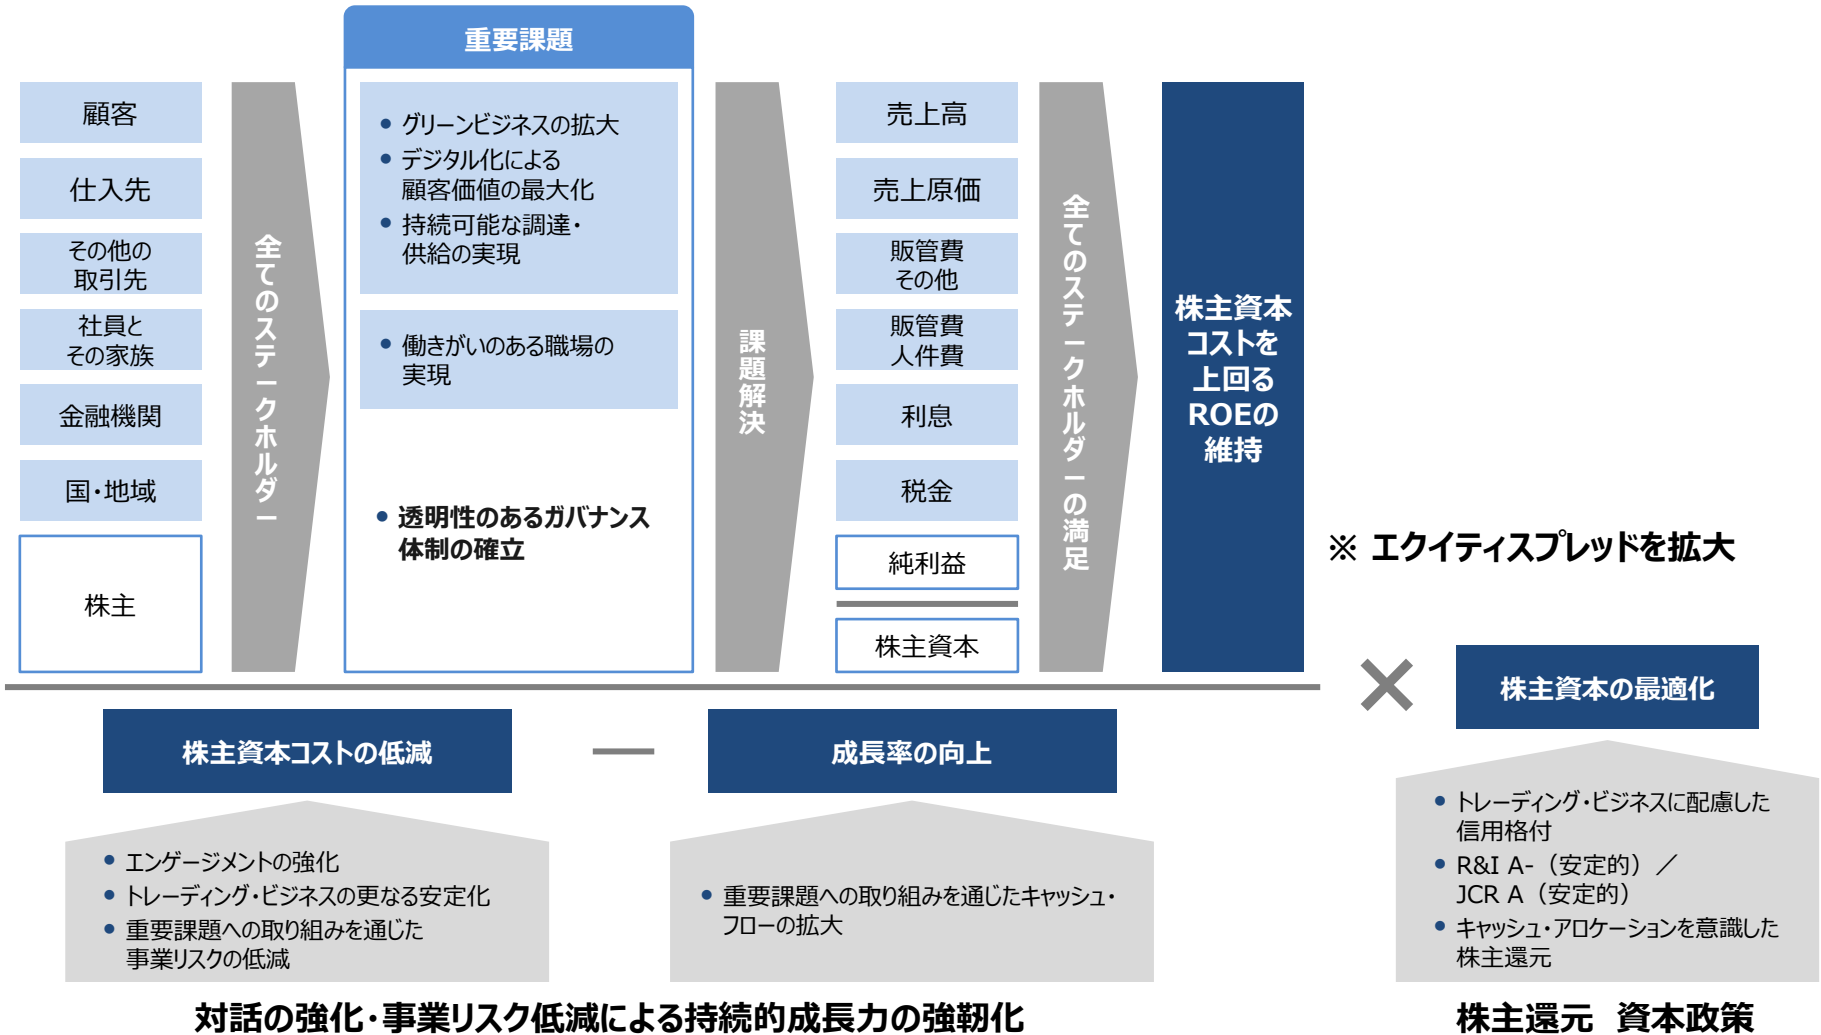 重要課題
顧客
仕入先
その他の
取引先
社員と
その家族
金融機関
国・地域
株主
全てのステークホルダー
• グリーンビジネスの拡大
• デジタル化による
顧客価値の最大化
• 持続可能な調達・
供給の実現
• 働きがいのある職場の
実現
• 透明性のあるガバナンス
体制の確立
課題解決
売上高
売上原価
販管費
その他
販管費
人件費
利息
税金
純利益
株主資本
全てのステークホルダーの満足
株主資本
コストを
上回る
ROEの
維持
※ エクイティスプレッドを拡大
×
株主資本の最適化
株主資本コストの低減
—
成長率の向上
• エンゲージメントの強化
• トレーディング・ビジネスの更なる安定化
• 重要課題への取り組みを通じた
事業リスクの低減
• 重要課題への取り組みを通じたキャッシュ・
フローの拡大
• トレーディング・ビジネスに配慮した
信用格付
• R&I A-（安定的）／
JCR A（安定的）
• キャッシュ・アロケーションを意識した
株主還元
対話の強化・事業リスク低減による持続的成長力の強靭化
株主還元 資本政策